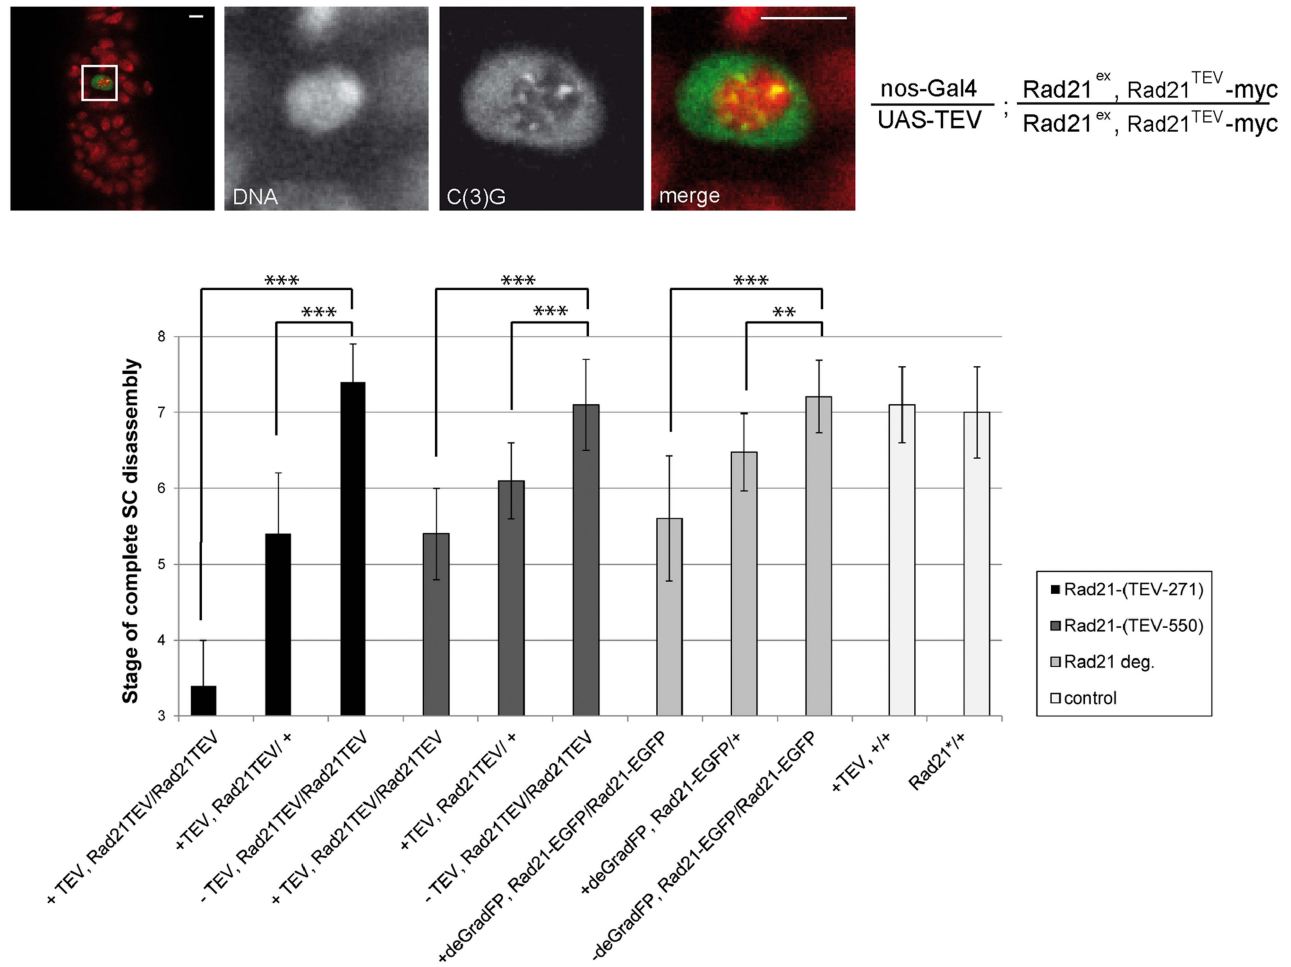 DNA
C(3)G
merge
nos-Gal4
UAS-TEV
;
Rad21ex, Rad21TEV-myc
Rad21ex, Rad21TEV-myc
***
***
***
***
***
**
Stage of complete SC disassembly
8
7
6
5
4
3
+ TEV, Rad21TEV/Rad21TEV
+TEV, Rad21TEV/ +
- TEV, Rad21TEV/Rad21TEV
+ TEV, Rad21TEV/Rad21TEV
+TEV, Rad21TEV/ +
- TEV, Rad21TEV/Rad21TEV
+deGradFP, Rad21-EGFP/Rad21-EGFP
+deGradFP, Rad21-EGFP/+
-deGradFP, Rad21-EGFP/Rad21-EGFP
+TEV, +/+
Rad21*/+
Rad21-(TEV-271)
Rad21-(TEV-550)
Rad21 deg.
control